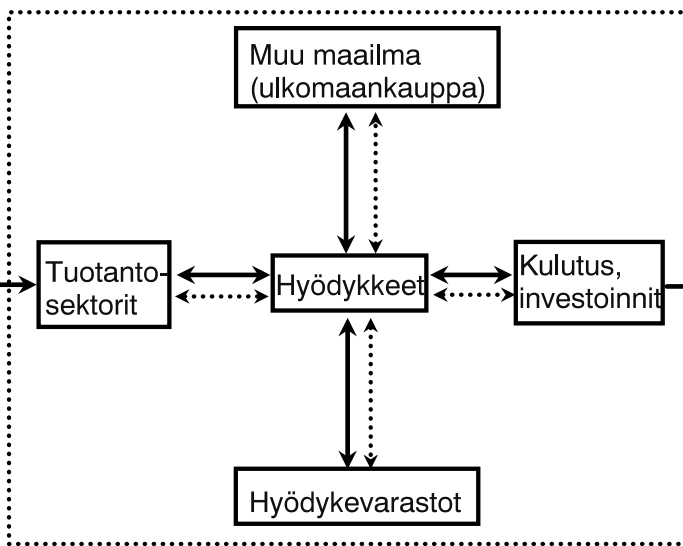 Muu maailma
(ulkomaankauppa)
Tuotanto-
sektorit
Hyödykkeet
Kulutus,
investoinnit
Hyödykevarastot